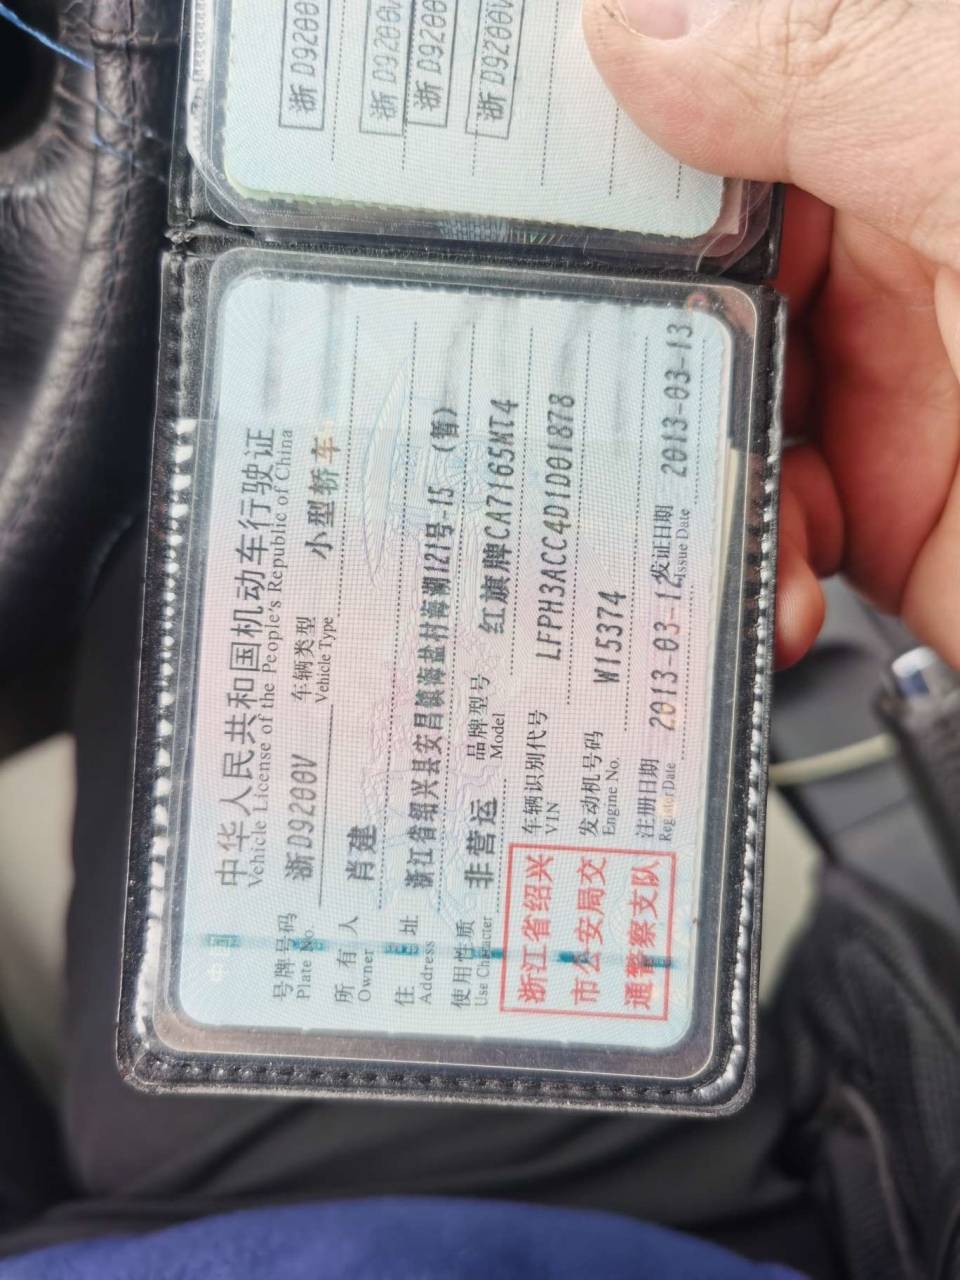 浙D9200V
浙D9200V
浙D9200V
浙D9200V
中华人民共和国机动车行驶证
Vehicle License of the People's Republic of China
号牌号码 浙D9200V 车辆类型 小型轿车
Plate No. Vehicle Type
所有人 肖建
Owner
住址 浙江省绍兴县安昌镇海盐村海湖121号-15 (暂)
Address
使用性质 非营运 品牌型号 红旗牌CA7165MT4
Use Character Model
车辆识别代号 LFPH3ACC4D1D01878
VIN
发动机号码 W15374
Engine No.
注册日期 2013-03-12 发证日期 2013-03-13
Register Date Issue Date
浙江省绍兴
市公安局交
通警察支队